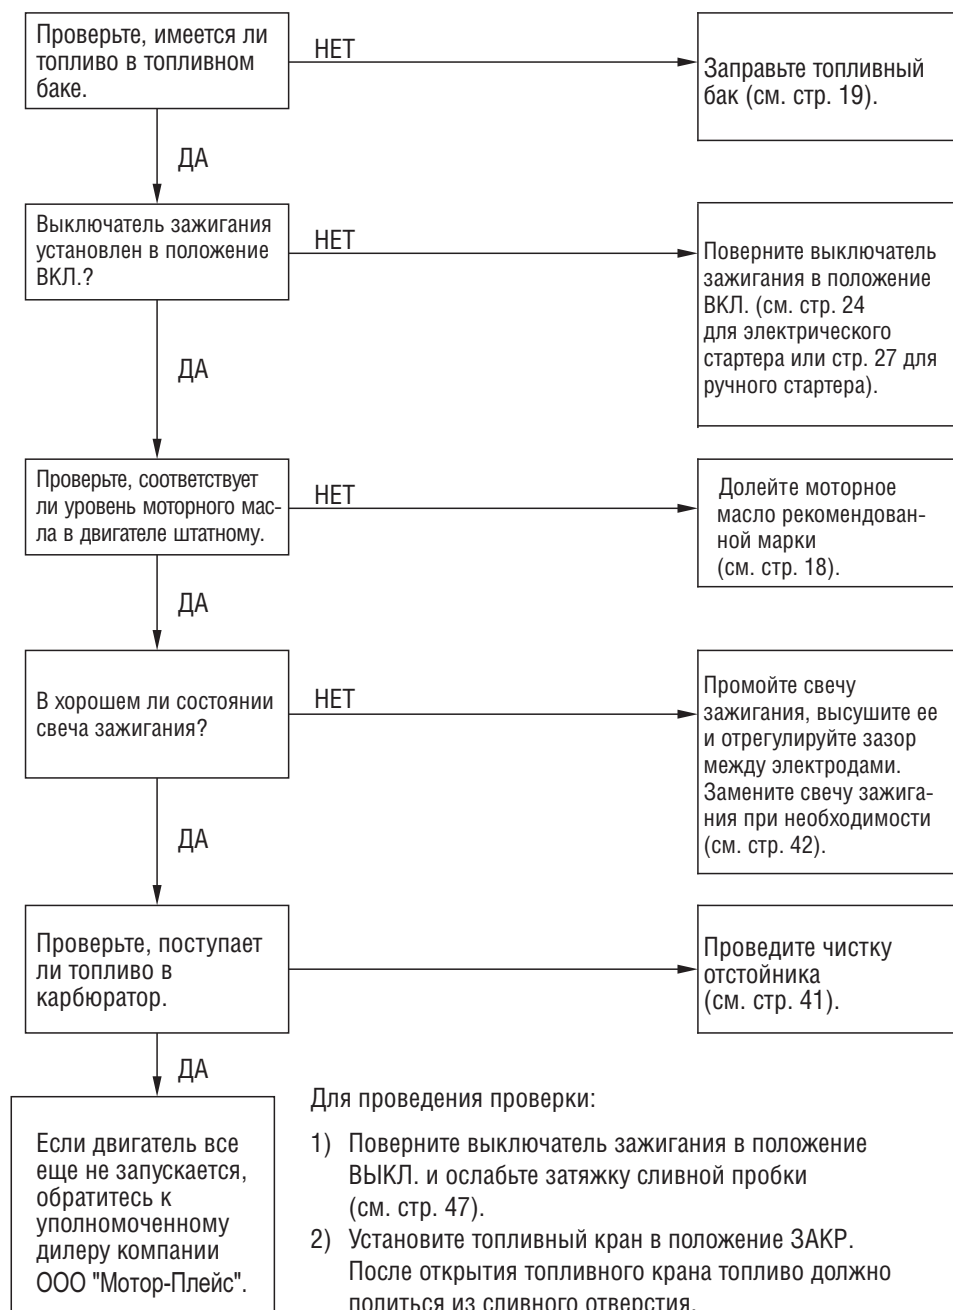 Проверьте, имеется ли
топливо в топливном
баке.
НЕТ
Заправьте топливный
бак (см. стр. 19).
ДА
Выключатель зажигания
установлен в положение
ВКЛ.?
НЕТ
Поверните выключатель
зажигания в положение
ВКЛ. (см. стр. 24
для электрического
стартера или стр. 27 для
ручного стартера).
ДА
Проверьте, соответствует
ли уровень моторного мас-
ла в двигателе штатному.
НЕТ
Долейте моторное
масло рекомендован-
ной марки
(см. стр. 18).
ДА
В хорошем ли состоянии
свеча зажигания?
НЕТ
Промойте свечу
зажигания, высушите ее
и отрегулируйте зазор
между электродами.
Замените свечу зажига-
ния при необходимости
(см. стр. 42).
ДА
Проверьте, поступает
ли топливо в
карбюратор.
Проведите чистку
отстойника
(см. стр. 41).
ДА
Если двигатель все
еще не запускается,
обратитесь к
уполномоченному
дилеру компании
ООО "Мотор-Плейс".
Для проведения проверки:
1) Поверните выключатель зажигания в положение
ВЫКЛ. и ослабьте затяжку сливной пробки
(см. стр. 47).
2) Установите топливный кран в положение ЗАКР.
После открытия топливного крана топливо должно
политься из сливного отверстия.